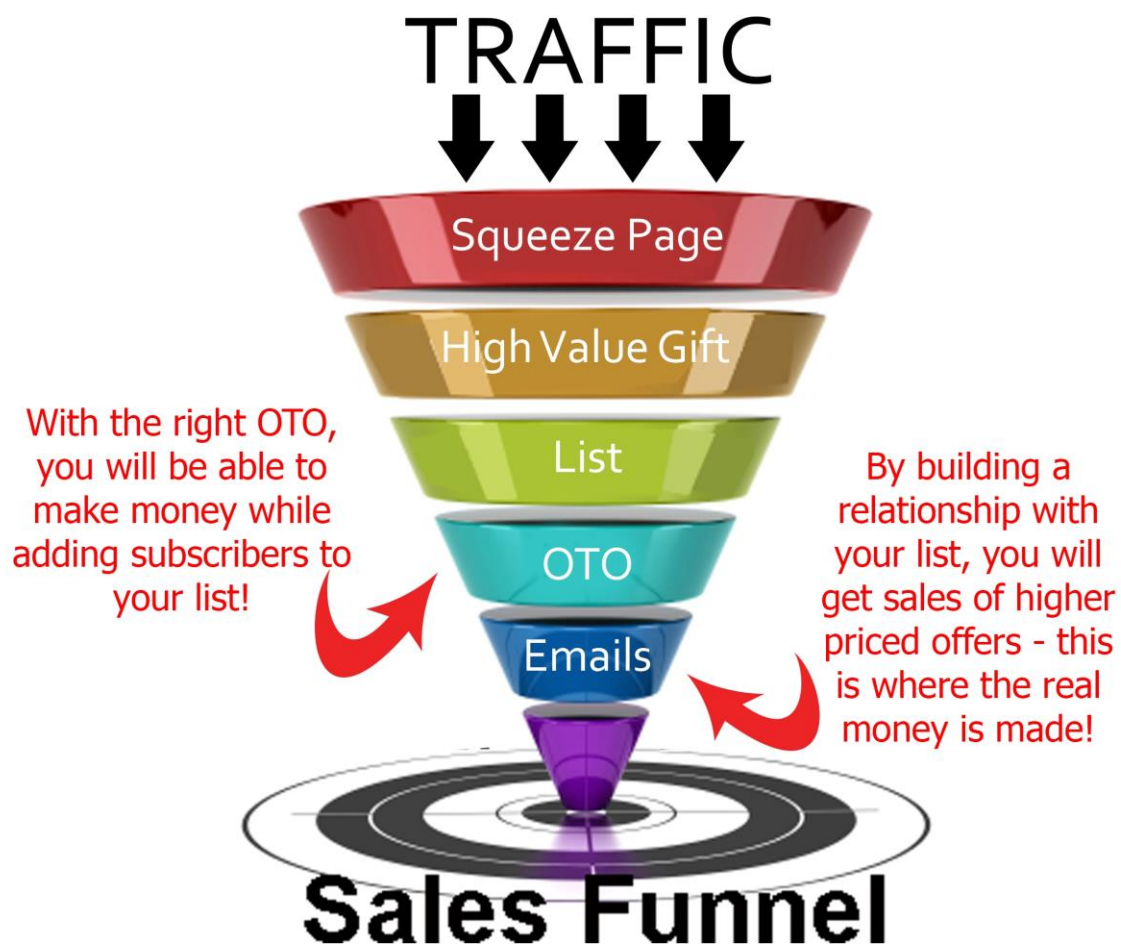 TRAFFIC
Squeeze Page
High Value Gift
List
OTO
Emails
With the right OTO,
you will be able to
make money while
adding subscribers to
your list!
By building a
relationship with
your list, you will
get sales of higher
priced offers - this
is where the real
money is made!
Sales Funnel